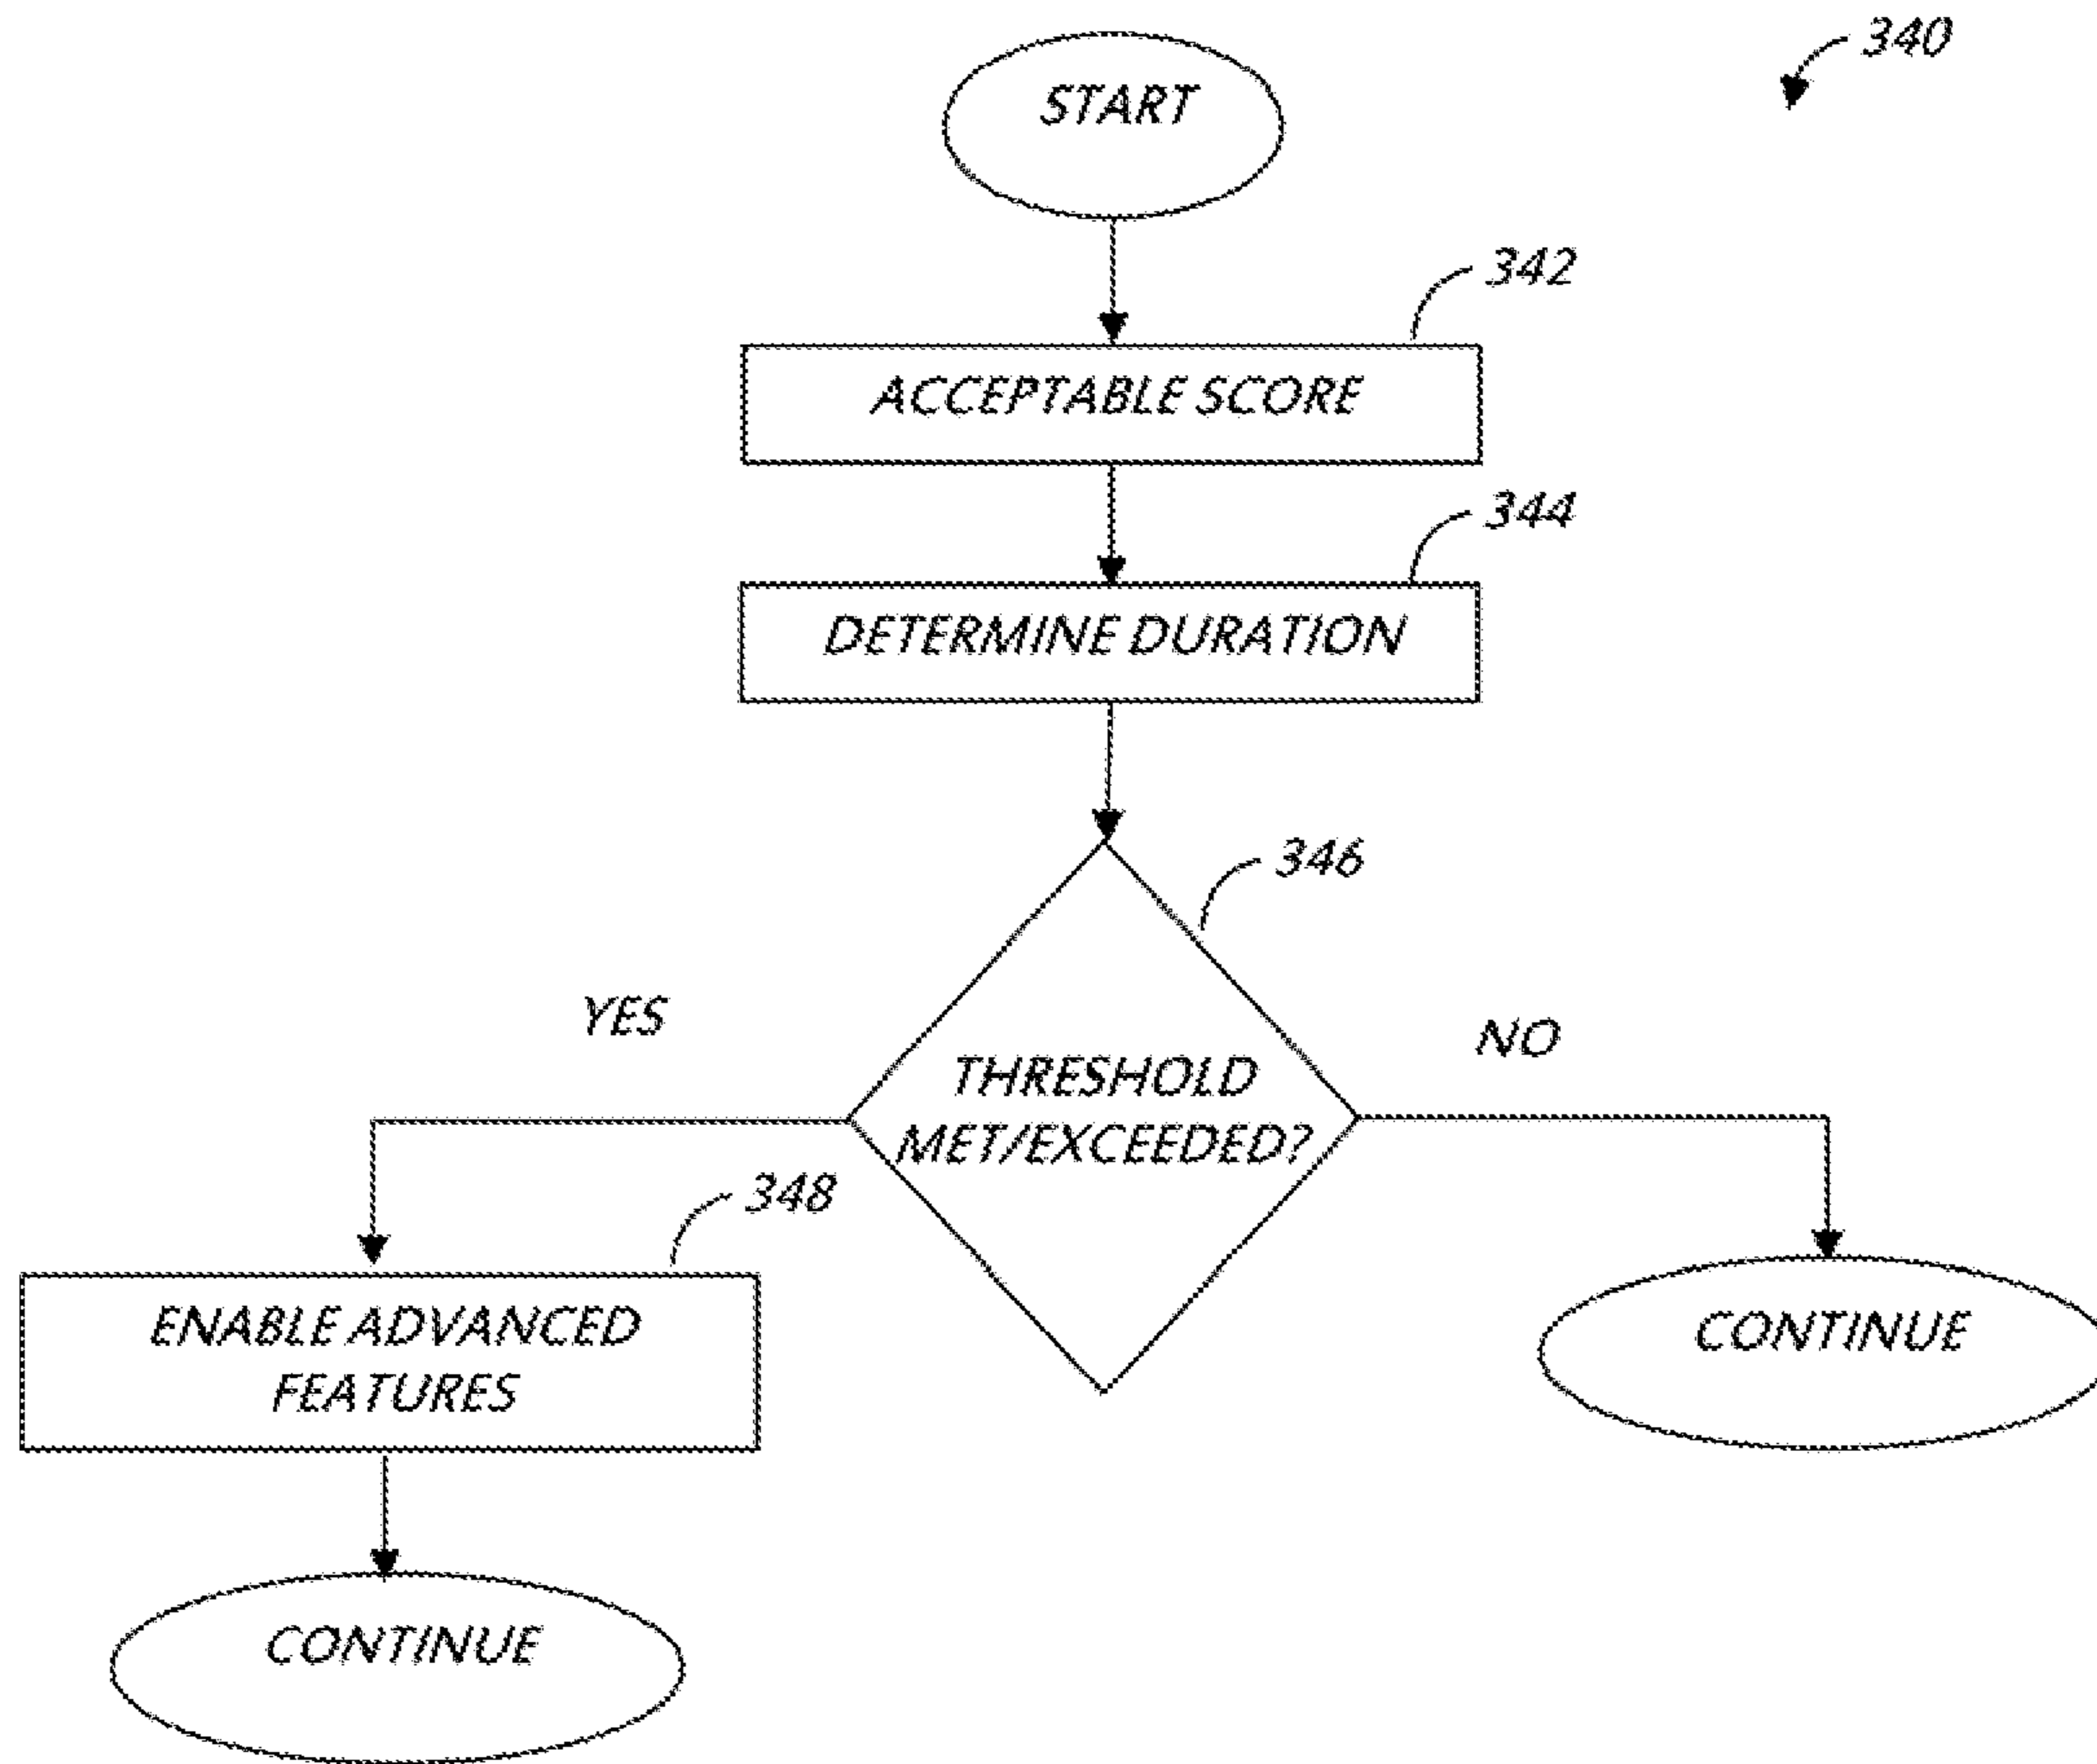 340
START
342
ACCEPTABLE SCORE
344
DETERMINE DURATION
346
YES
NO
THRESHOLD
MET/EXCEEDED?
348
ENABLE ADVANCED
FEATURES
CONTINUE
CONTINUE